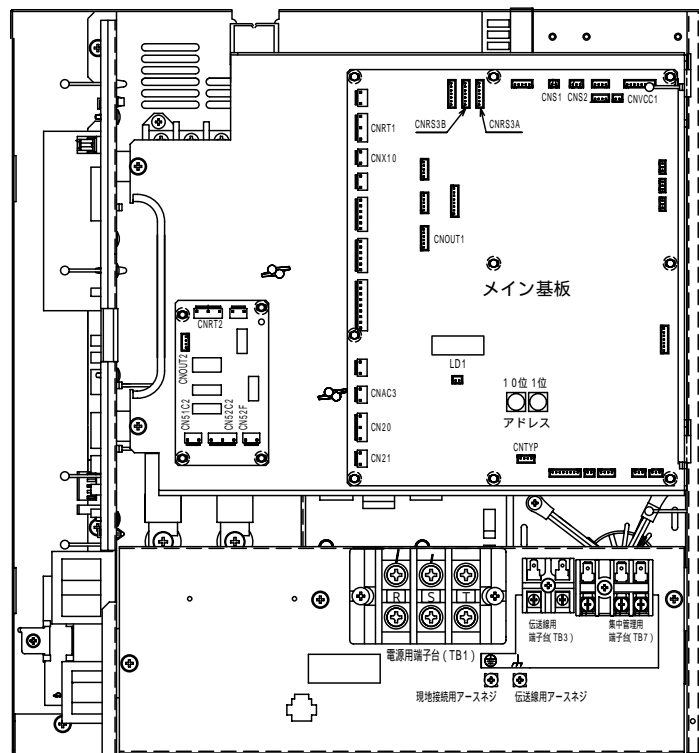 CNS1 CNS2 CNVCC1
CNRS3B CNRS3A
CNRT1
CNX10
CNOUT1
メイン基板
CNRT2
CNOUT2
LD1
CNAC3
10位 1位
アドレス
CN51C2
CN52C2
CN52F
CN20
CNTYP
CN21
R S T
電源用端子台(TB1)
伝送線用
端子台(TB3)
集中管理用
端子台(TB7)
現地接続用アースネジ
伝送線用アースネジ